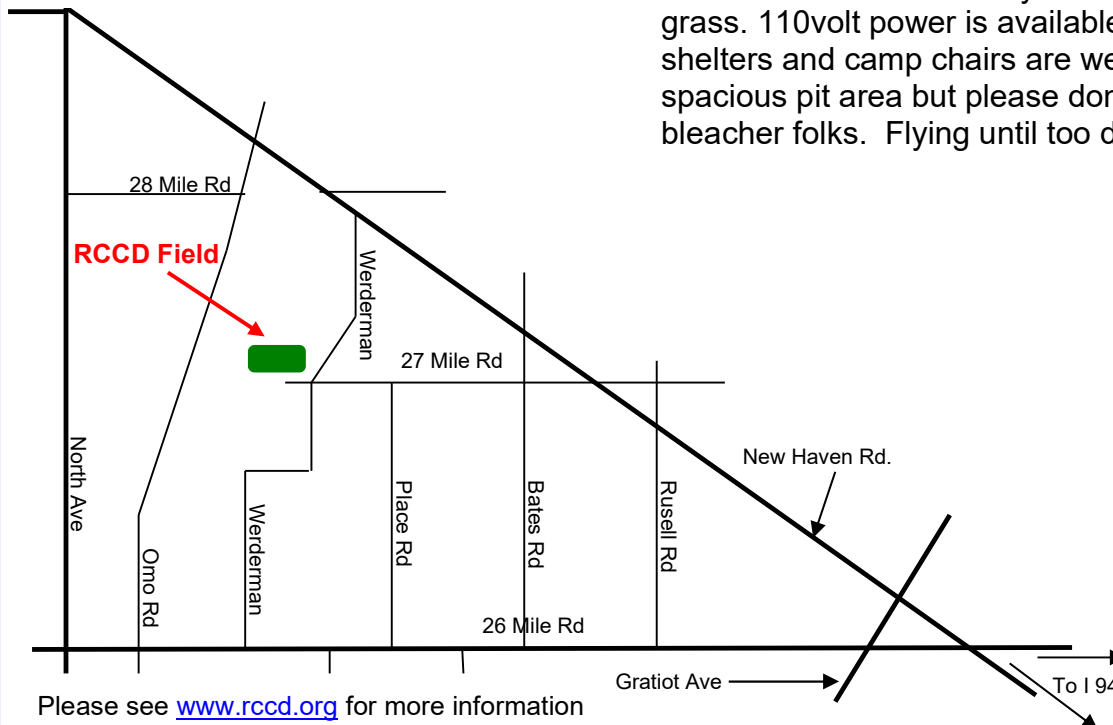 grass. 110volt power is available
shelters and camp chairs are
spacious pit area but please
bleacher folks. Flying until too
28 Mile Rd
RCCD Field
Werderman
27 Mile Rd
North Ave
New Haven Rd.
Omo Rd
Werderman
Place Rd
Bates Rd
Rusell Rd
26 Mile Rd
Gratiot Ave
To I 94
Please see www.rccd.org for more information